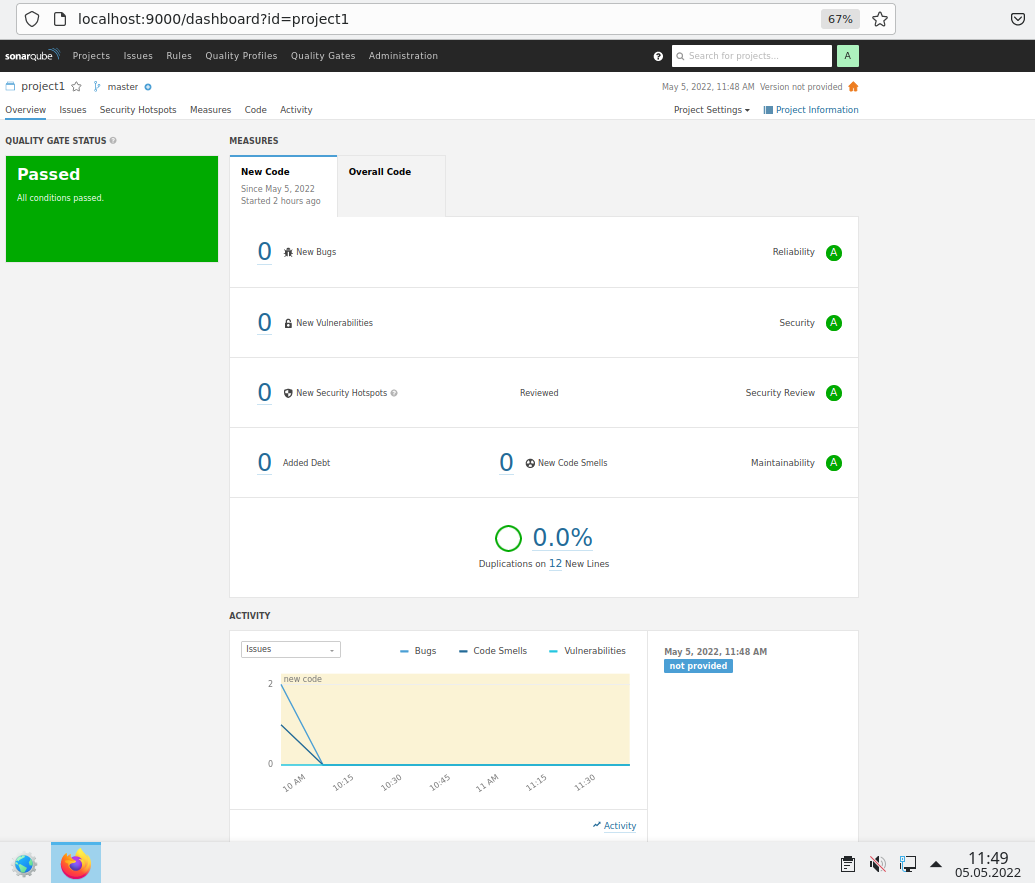 localhost:9000/dashboard?id=project1
67%
sonarqube Projects Issues Rules Quality Profiles Quality Gates Administration
Search for projects...
A
project1 master
May 5, 2022, 11:48 AM Version not provided
Overview Issues Security Hotspots Measures Code Activity
Project Settings Project Information
QUALITY GATE STATUS
Passed
All conditions passed.
MEASURES
New Code
Since May 5, 2022
Started 2 hours ago
Overall Code
0 New Bugs
Reliability A
0 New Vulnerabilities
Security A
0 New Security Hotspots
Reviewed
Security Review A
0 Added Debt
0 New Code Smells
Maintainability A
0.0%
Duplications on 12 New Lines
ACTIVITY
Issues
Bugs Code Smells Vulnerabilities
new code
2
0
10 AM 10:15 10:30 10:45 11 AM 11:15 11:30
Activity
May 5, 2022, 11:48 AM
not provided
11:49
05.05.2022